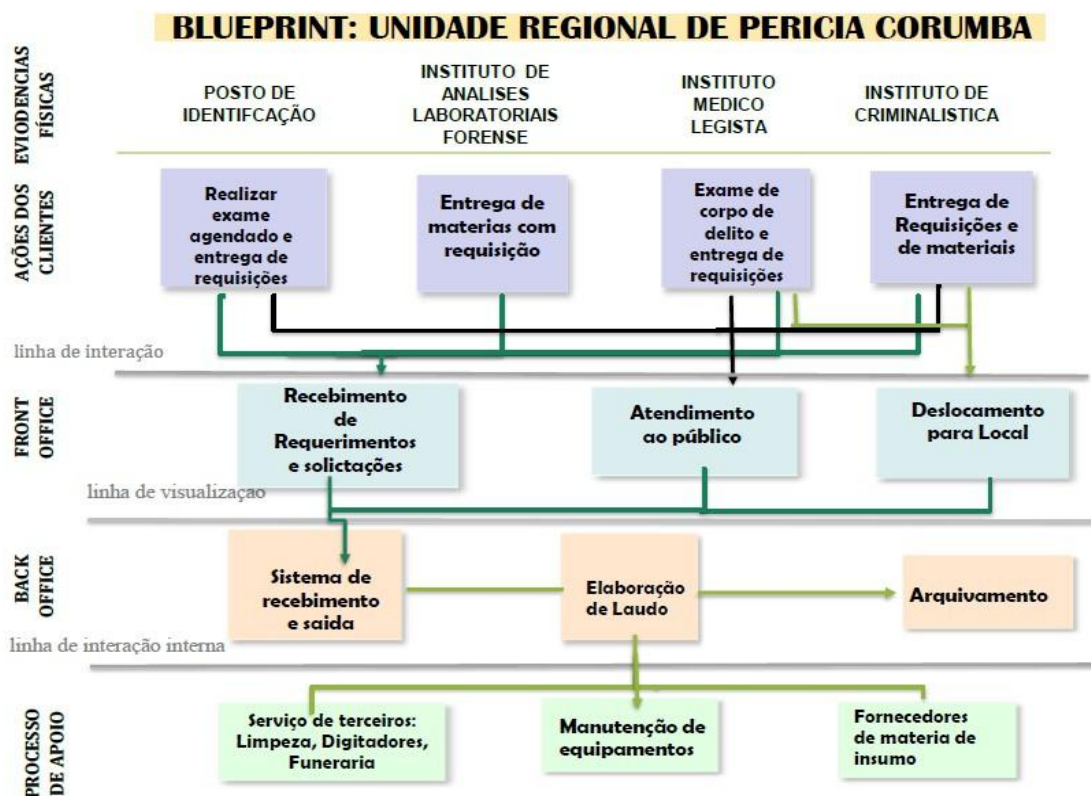 BLUEPRINT: UNIDADE REGIONAL DE PERICIA CORUMBA
EVIODENCIAS
FÍSICAS
POSTO DE
IDENTIFCAÇÃO
INSTITUTO DE
ANALISES
LABORATORIAIS
FORENSE
INSTITUTO
MEDICO
LEGISTA
INSTITUTO DE
CRIMINALISTICA
AÇÕES DOS
CLIENTES
Realizar
exame
agendado e
entrega de
requisições
Entrega de
materias com
requisição
Exame de
corpo de
delito e
entrega de
requisições
Entrega de
Requisições e
de materiais
linha de interação
FRONT
OFFICE
Recebimento
de
Requerimentos
e solictações
Atendimento
ao público
Deslocamento
para Local
linha de visualização
BACK
OFFICE
Sistema de
recebimento
e saida
Elaboração
de Laudo
Arquivamento
linha de interação interna
PROCESSO
DE APOIO
Serviço de terceiros:
Limpeza, Digitadores,
Funeraria
Manutenção de
equipamentos
Fornecedores
de materia de
insumo